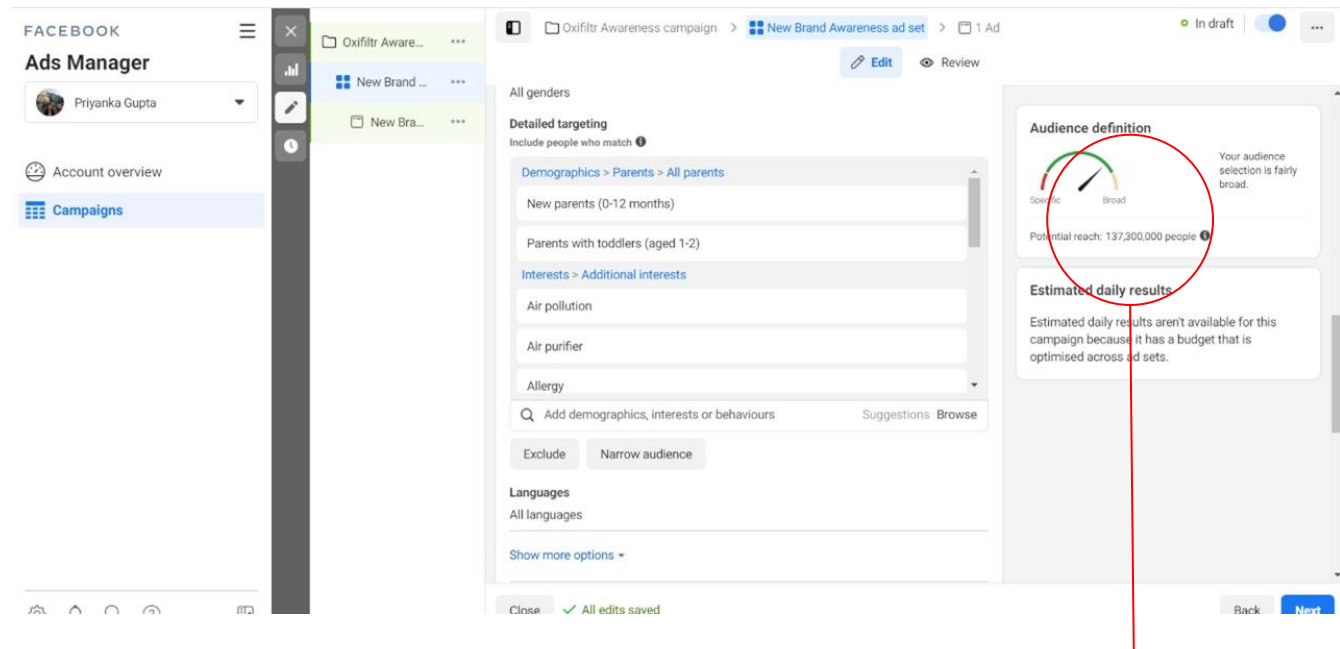 FACEBOOK
Ads Manager
Priyanka Gupta
Account overview
Campaigns
Oxifiltr Aware...
New Brand ...
New Bra...
Oxifiltr Awareness campaign > New Brand Awareness ad set > 1 Ad
In draft
Edit
Review
All genders
Detailed targeting
Include people who match
Demographics > Parents > All parents
New parents (0-12 months)
Parents with toddlers (aged 1-2)
Interests > Additional interests
Air pollution
Air purifier
Allergy
Add demographics, interests or behaviours Suggestions Browse
Exclude Narrow audience
Languages
All languages
Show more options
Close All edits saved
Audience definition
Specific Broad
Your audience
selection is fairly
broad.
Potential reach: 137,300,000 people
Estimated daily results
Estimated daily results aren't available for this
campaign because it has a budget that is
optimised across ad sets.
Back Next